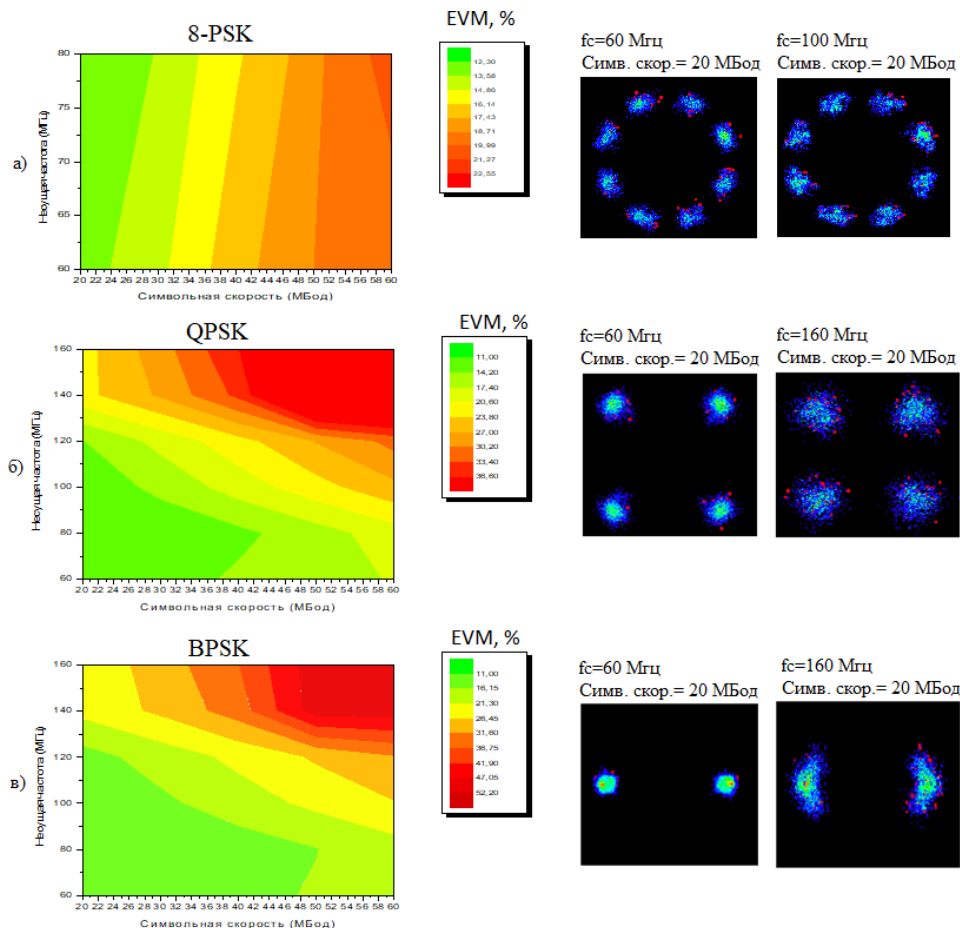 8-PSK
EVM, %
fc=60 Мгц
Симв. скор.= 20 МБод
fc=100 Мгц
Симв. скор.= 20 МБод
а)
Несущая частота (МГц)
80
75
70
65
60
20 22 24 26 28 30 32 34 36 38 40 42 44 46 48 50 52 54 56 58 60
Символьная скорость (МБод)
12,30
13,58
14,86
16,14
17,43
18,71
19,99
21,27
22,55
QPSK
EVM, %
fc=60 Мгц
Симв. скор.= 20 МБод
fc=160 Мгц
Симв. скор.= 20 МБод
б)
Несущая частота (МГц)
160
140
120
100
80
60
20 22 24 26 28 30 32 34 36 38 40 42 44 46 48 50 52 54 56 58 60
Символьная скорость (МБод)
11,00
14,20
17,40
20,60
23,80
27,00
30,20
33,40
36,60
BPSK
EVM, %
fc=60 Мгц
Симв. скор.= 20 МБод
fc=160 Мгц
Симв. скор.= 20 МБод
в)
Несущая частота (МГц)
160
140
120
100
80
60
20 22 24 26 28 30 32 34 36 38 40 42 44 46 48 50 52 54 56 58 60
Символьная скорость (МБод)
11,00
16,15
21,30
26,45
31,60
36,75
41,90
47,05
52,20